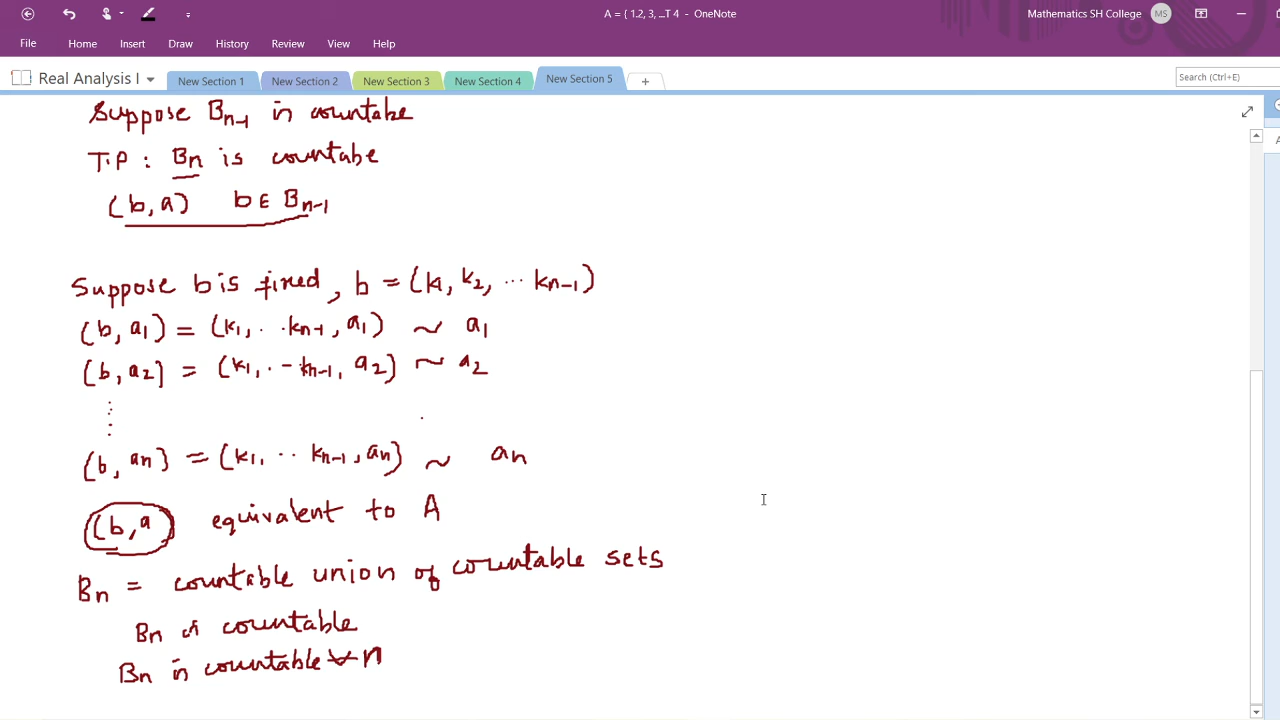 A = { 1.2, 3, ...T 4 - OneNote
Mathematics SH College
MS
File Home Insert Draw History Review View Help
Real Analysis I
New Section 1 New Section 2 New Section 3 New Section 4 New Section 5 +
Search (Ctrl+E)
Suppose Bn-1 is countabe
T.P : Bn is countabe
(b, a) b ∈ Bn-1
Suppose b is fixed, b = (k1, k2, ... kn-1)
(b, a1) = (k1, .. kn-1, a1) ~ a1
(b, a2] = (k1, .. - kn-1, a2) ~ a2
⋮
(b, an) = (k1, .. kn-1, an) ~ an
(b, a) equivalent to A
Bn = countable union of countable sets
Bn is countable
Bn is countable ∀ n